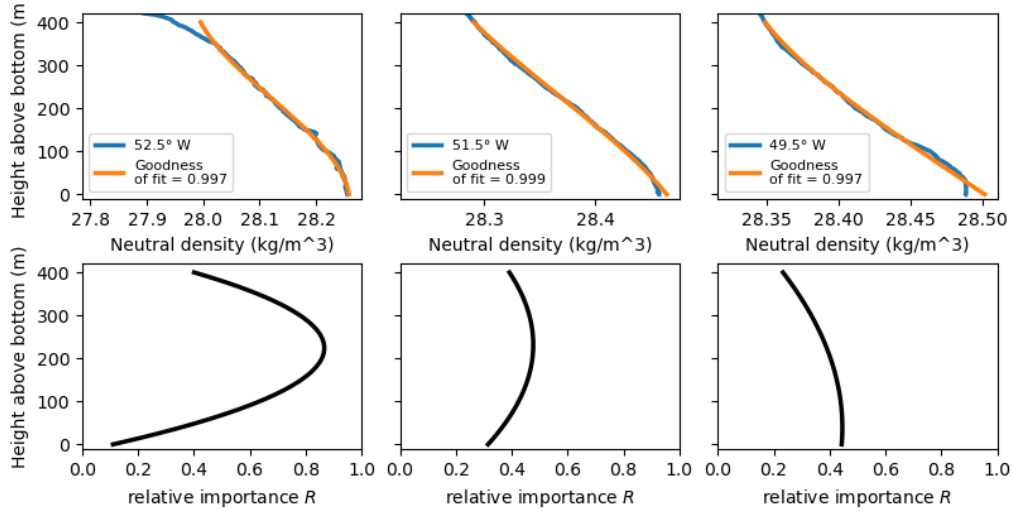 Height above bottom (m
400
300
200
100
0
52.5° W
Goodness
of fit = 0.997
27.8 27.9 28.0 28.1 28.2
Neutral density (kg/m^3)
51.5° W
Goodness
of fit = 0.999
28.3 28.4
Neutral density (kg/m^3)
49.5° W
Goodness
of fit = 0.997
28.35 28.40 28.45 28.50
Neutral density (kg/m^3)
Height above bottom (m)
400
300
200
100
0
0.0 0.2 0.4 0.6 0.8 1.0
relative importance R
0.0 0.2 0.4 0.6 0.8 1.0
relative importance R
0.0 0.2 0.4 0.6 0.8 1.0
relative importance R